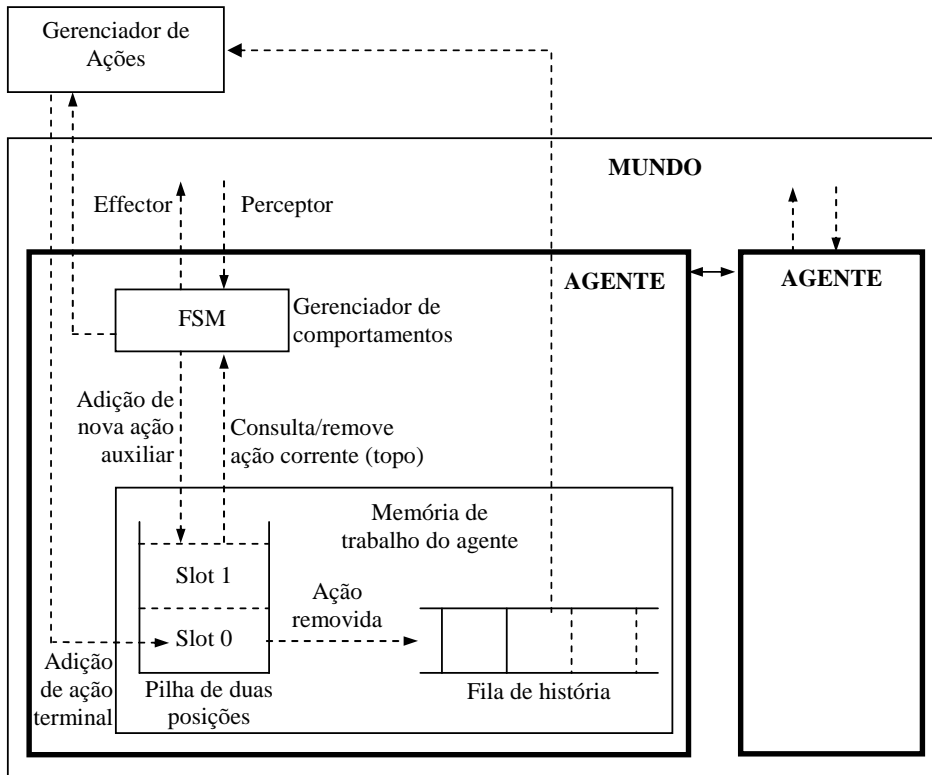 Gerenciador de
Ações
MUNDO
Effector
Perceptor
AGENTE
AGENTE
FSM
Gerenciador de
comportamentos
Adição de
nova ação
auxiliar
Consulta/remove
ação corrente (topo)
Memória de
trabalho do agente
Slot 1
Ação
removida
Slot 0
Adição
de ação
terminal
Pilha de duas
posições
Fila de história